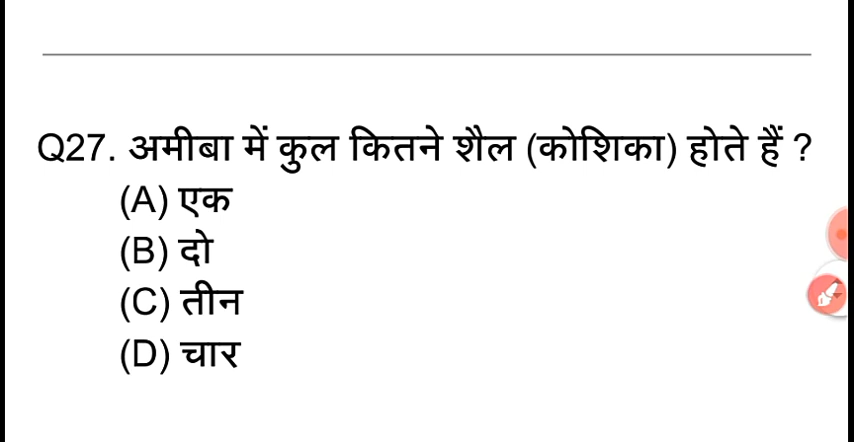 Q27. अमीबा में कुल कितने शैल (कोशिका) होते हैं ?
(A) एक
(B) दो
(C) तीन
(D) चार